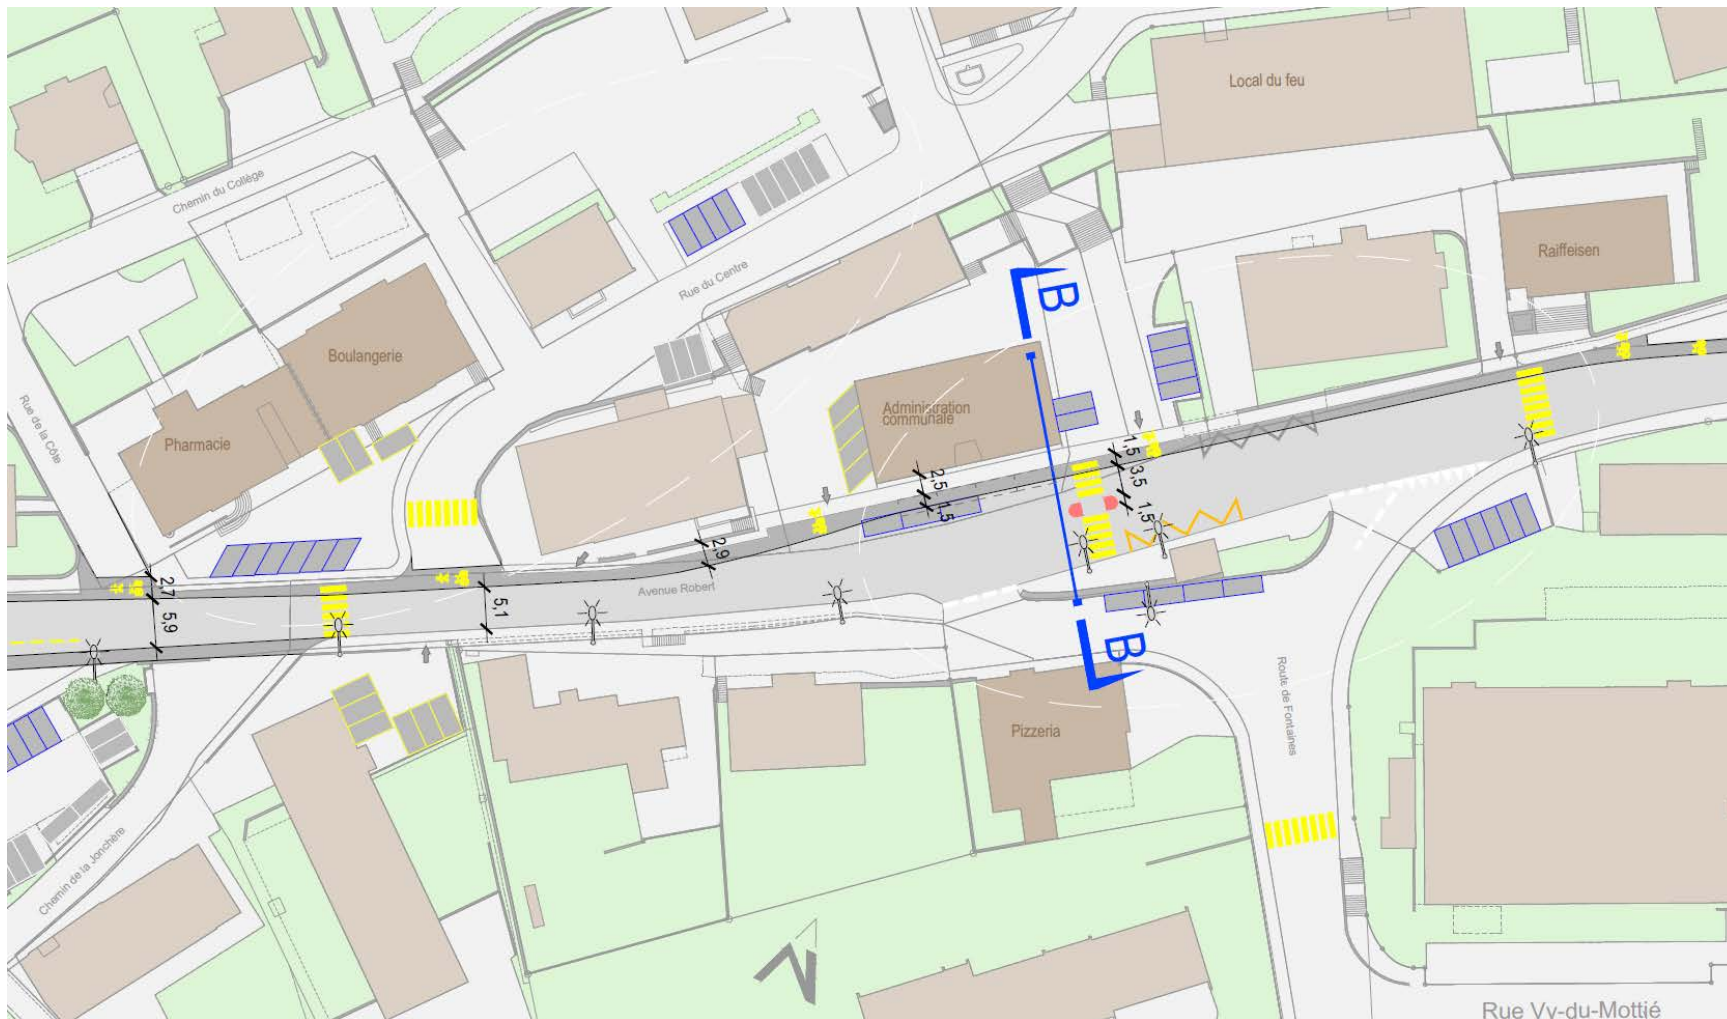 Local du feu
Chemin du Collège
Raiffeisen
Rue du Centre
B
Boulangerie
Rue de la Côte
Pharmacie
Administration
communale
2,5
1,5
1,5
3,5
1,5
2,9
Avenue Robert
2,7
5,9
5,1
B
Route de Fontaines
Pizzeria
Chemin de la Jonchère
N
Rue Vy-du-Mottié